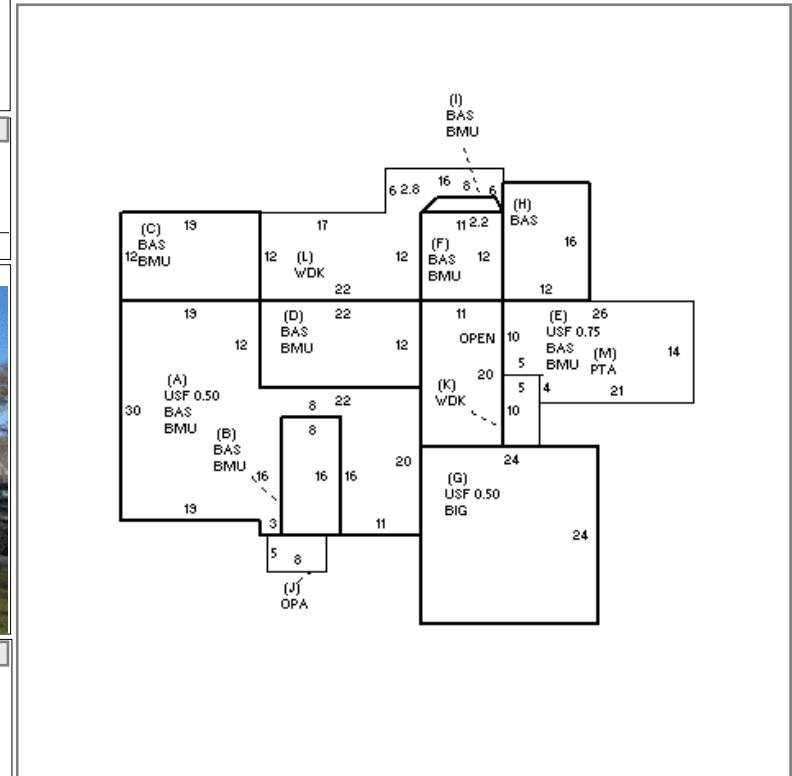 (I)
BAS
BMU
16
6 2.8
8
6
(C)
BAS
BMU
19
12
17
12
(L)
WDK
12
22
11 2.2
(F)
BAS
BMU
12
(H)
BAS
16
12
19
12
(D)
BAS
BMU
22
12
11
OPEN
10
(E)
USF 0.75
BAS
BMU
26
(M)
PTA
14
5
21
(A)
USF 0.50
BAS
BMU
30
20
(K)
WDK
5
4
10
8
22
8
(B)
BAS
BMU
16
16
16
20
19
3
11
24
(G)
USF 0.50
BIG
24
5
8
(J)
OPA